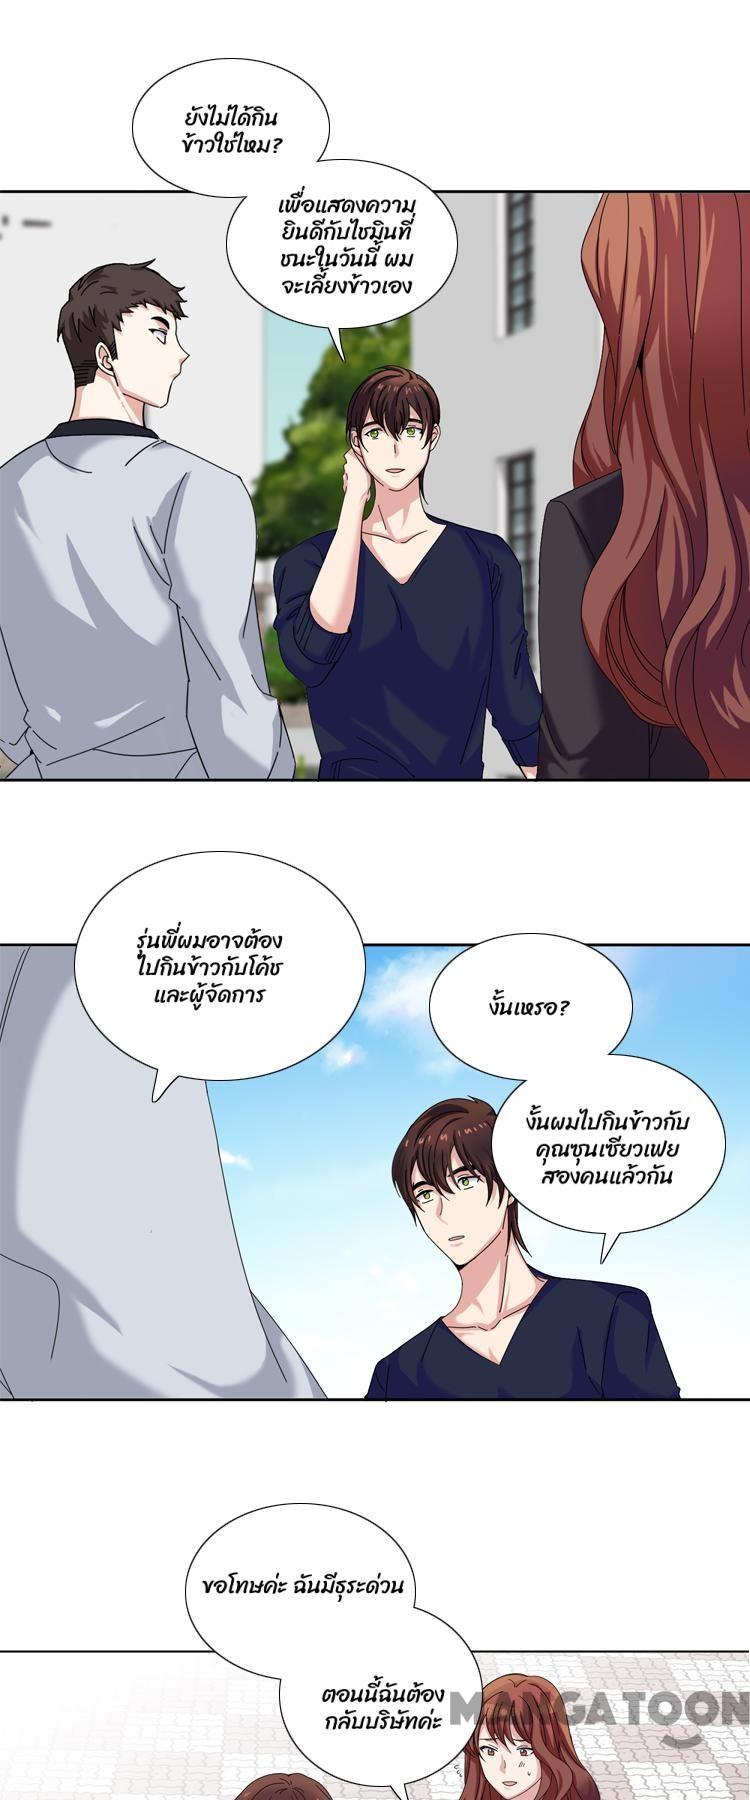 ยังไม่ได้กิน
ข้าวใช่ไหม?
เพื่อแสดงความ
ยินดีกับไชมินที่
ชนะในวันนี้ ผม
จะเลี้ยงข้าวเอง
รุ่นพี่ผมอาจต้อง
ไปกินข้าวกับโค้ช
และผู้จัดการ
งั้นเหรอ?
งั้นผมไปกินข้าวกับ
คุณซุนเซียวเฟย
สองคนแล้วกัน
ขอโทษค่ะ ฉันมีธุระด่วน
ตอนนี้ฉันต้อง
กลับบริษัทค่ะ
MANGATOON